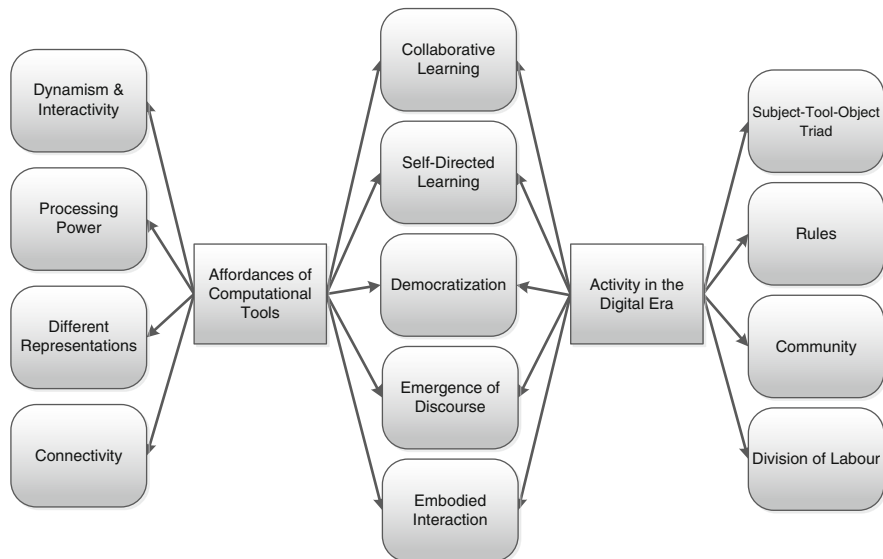 Dynamism &
Interactivity
Processing
Power
Different
Representations
Connectivity
Affordances of
Computational
Tools
Collaborative
Learning
Self-Directed
Learning
Democratization
Emergence of
Discourse
Embodied
Interaction
Activity in the
Digital Era
Subject-Tool-Object
Triad
Rules
Community
Division of Labour